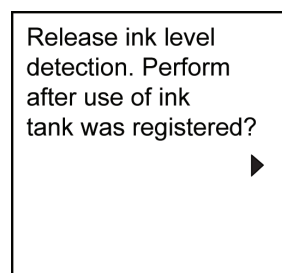 Release ink level
detection. Perform
after use of ink
tank was registered?